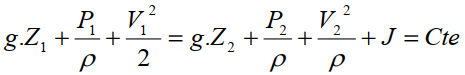 g.Z₁ + P₁/ρ + V₁²/2 = g.Z₂ + P₂/ρ + V₂²/ρ + J = Cte